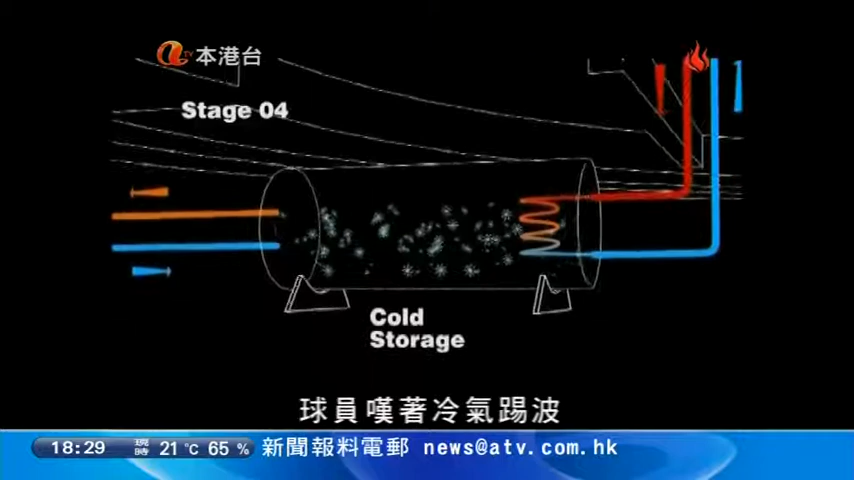 本港台
Stage 04
Cold
Storage
球員嘆著冷氣踢波
18:29 現時 21°C 65 % 新聞報料電郵 news@atv.com.hk